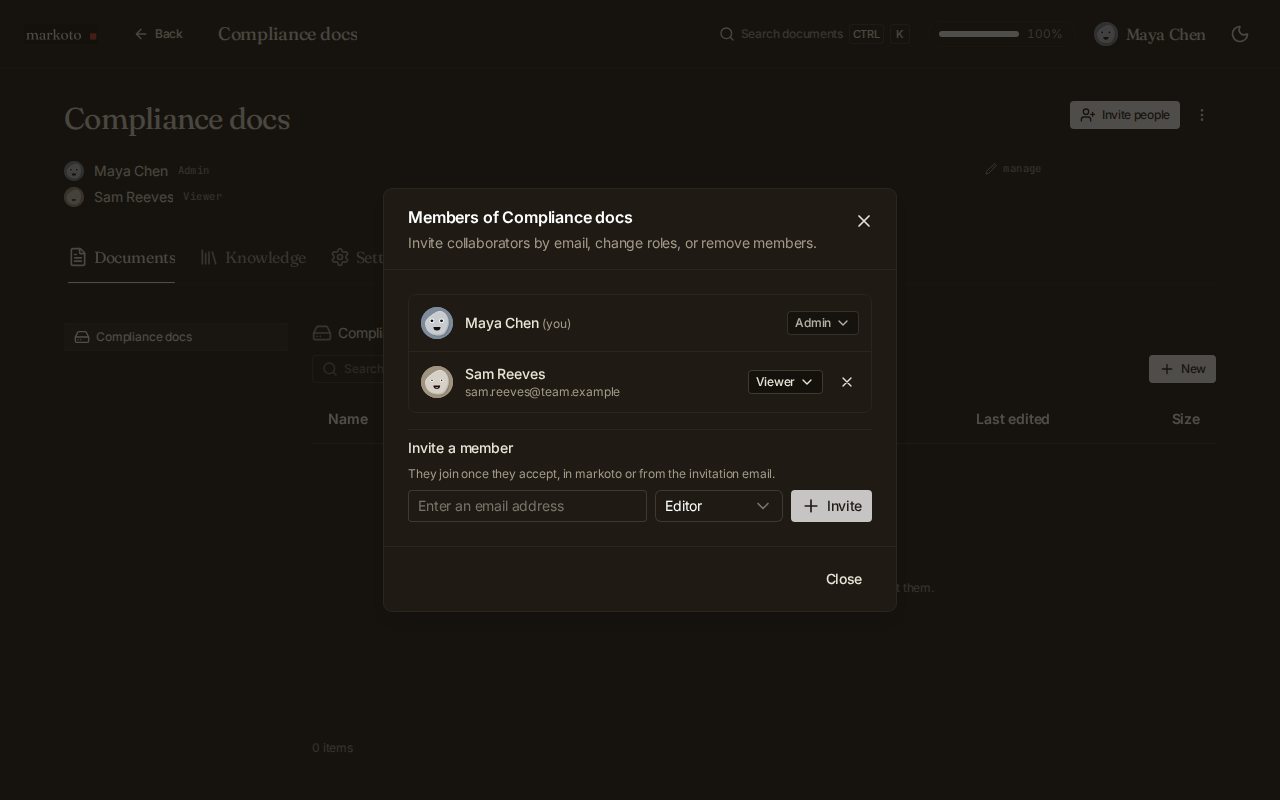 markoto
Back
Compliance docs
Search documents CTRL K
100%
Maya Chen
Compliance docs
Invite people
Maya Chen Admin
manage
Sam Reeves Viewer
Documents
Knowledge
Sett
Compliance docs
Compli
Search
New
Name
Last edited
Size
t them.
0 items
Members of Compliance docs
Invite collaborators by email, change roles, or remove members.
Maya Chen (you)
Admin
Sam Reeves
sam.reeves@team.example
Viewer
Invite a member
They join once they accept, in markoto or from the invitation email.
Enter an email address
Editor
Invite
Close